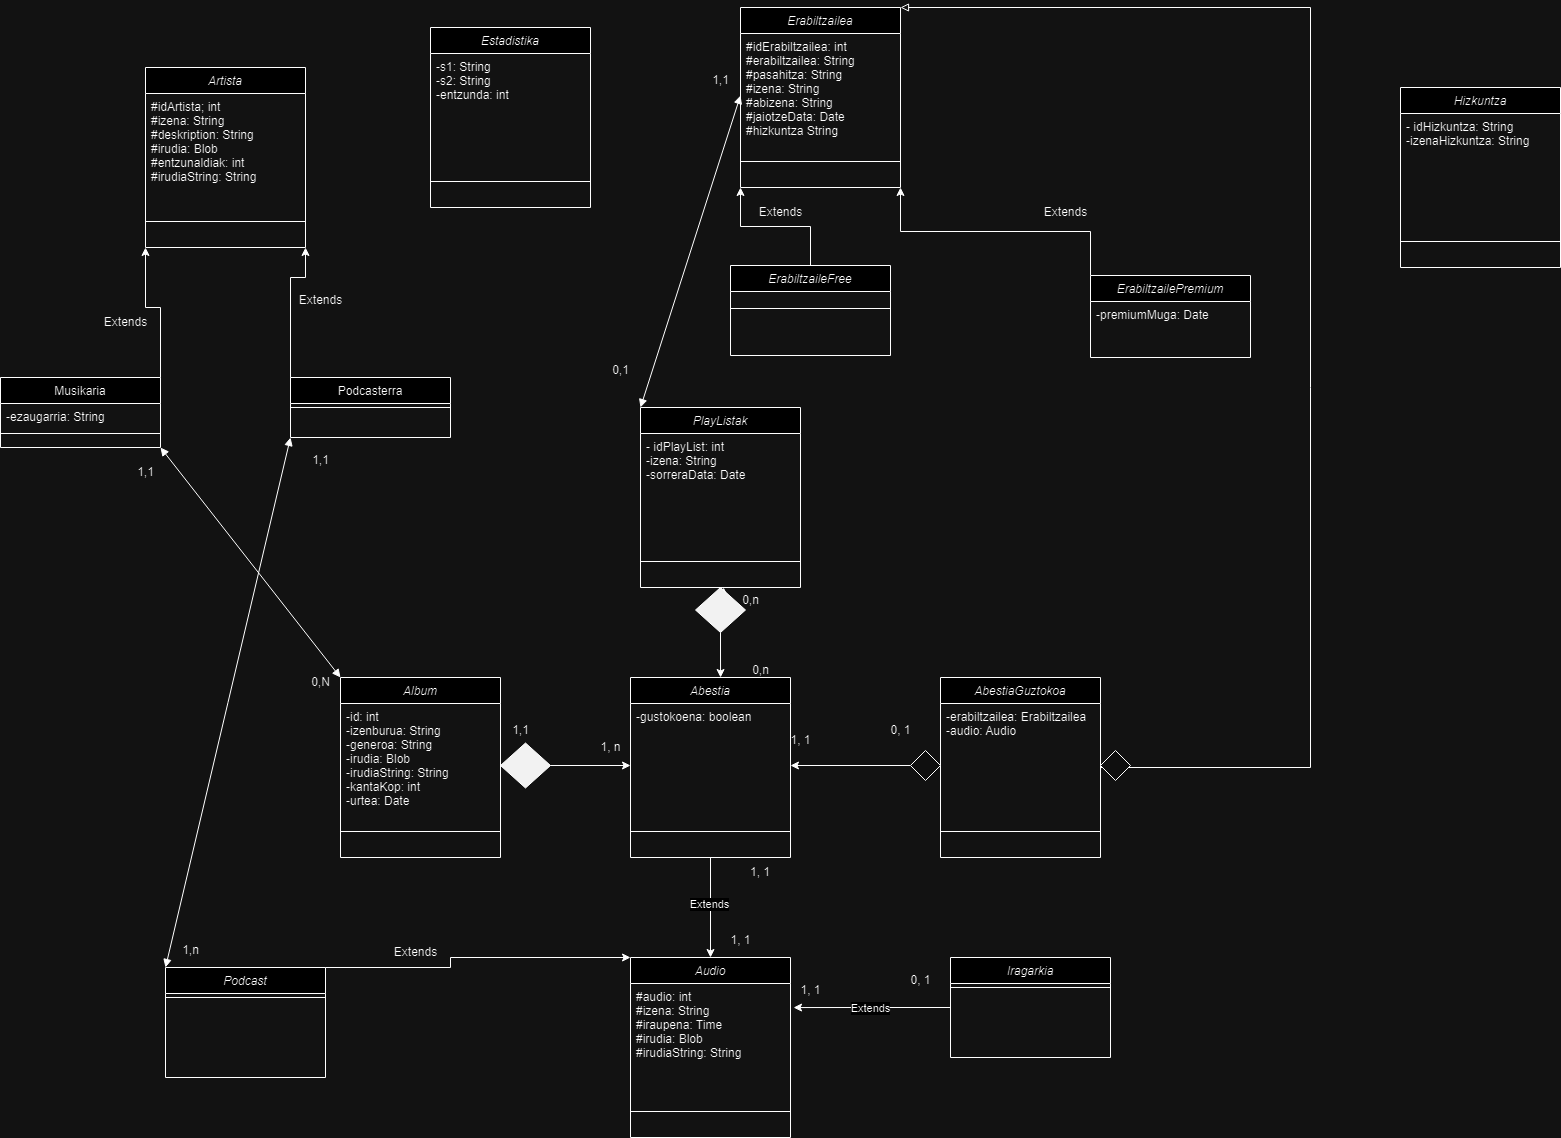 Erabiltzailea
#idErabiltzailea: int
#erabiltzailea: String
#pasahitza: String
#izena: String
#abizena: String
#jaiotzeData: Date
#hizkuntza String
Estadistika
-s1: String
-s2: String
-entzunda: int
Artista
#idArtista; int
#izena: String
#deskription: String
#irudia: Blob
#entzunaldiak: int
#irudiaString: String
Hizkuntza
- idHizkuntza: String
-izenaHizkuntza: String
1,1
Extends
Extends
ErabiltzaileFree
ErabiltzailePremium
-premiumMuga: Date
Extends
Extends
0,1
Musikaria
-ezaugarria: String
Podcasterra
1,1
1,1
PlayListak
- idPlayList: int
-izena: String
-sorreraData: Date
0,n
0,n
0,N
Album
-id: int
-izenburua: String
-generoa: String
-irudia: Blob
-irudiaString: String
-kantaKop: int
-urtea: Date
1,1
1, n
Abestia
-gustokoena: boolean
1, 1
0, 1
AbestiaGuztokoa
-erabiltzailea: Erabiltzailea
-audio: Audio
1, 1
Extends
1, 1
1,n
Extends
Podcast
Audio
#audio: int
#izena: String
#iraupena: Time
#irudia: Blob
#irudiaString: String
1, 1
0, 1
Extends
Iragarkia